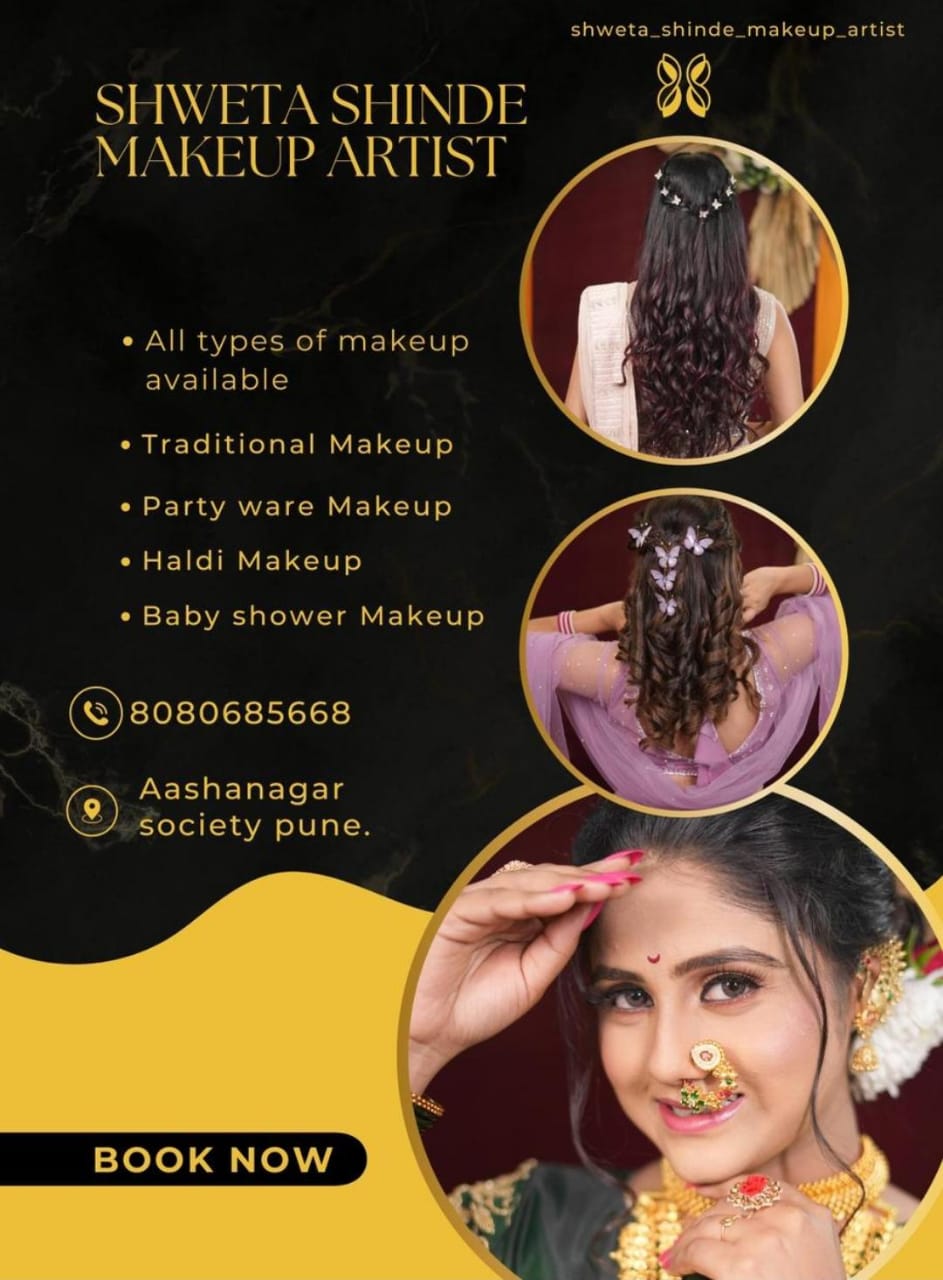 shweta_shinde_makeup_artist
SHWETA SHINDE
MAKEUP ARTIST
• All types of makeup
available
• Traditional Makeup
• Party ware Makeup
• Haldi Makeup
• Baby shower Makeup
8080685668
Aashanagar
society pune.
BOOK NOW